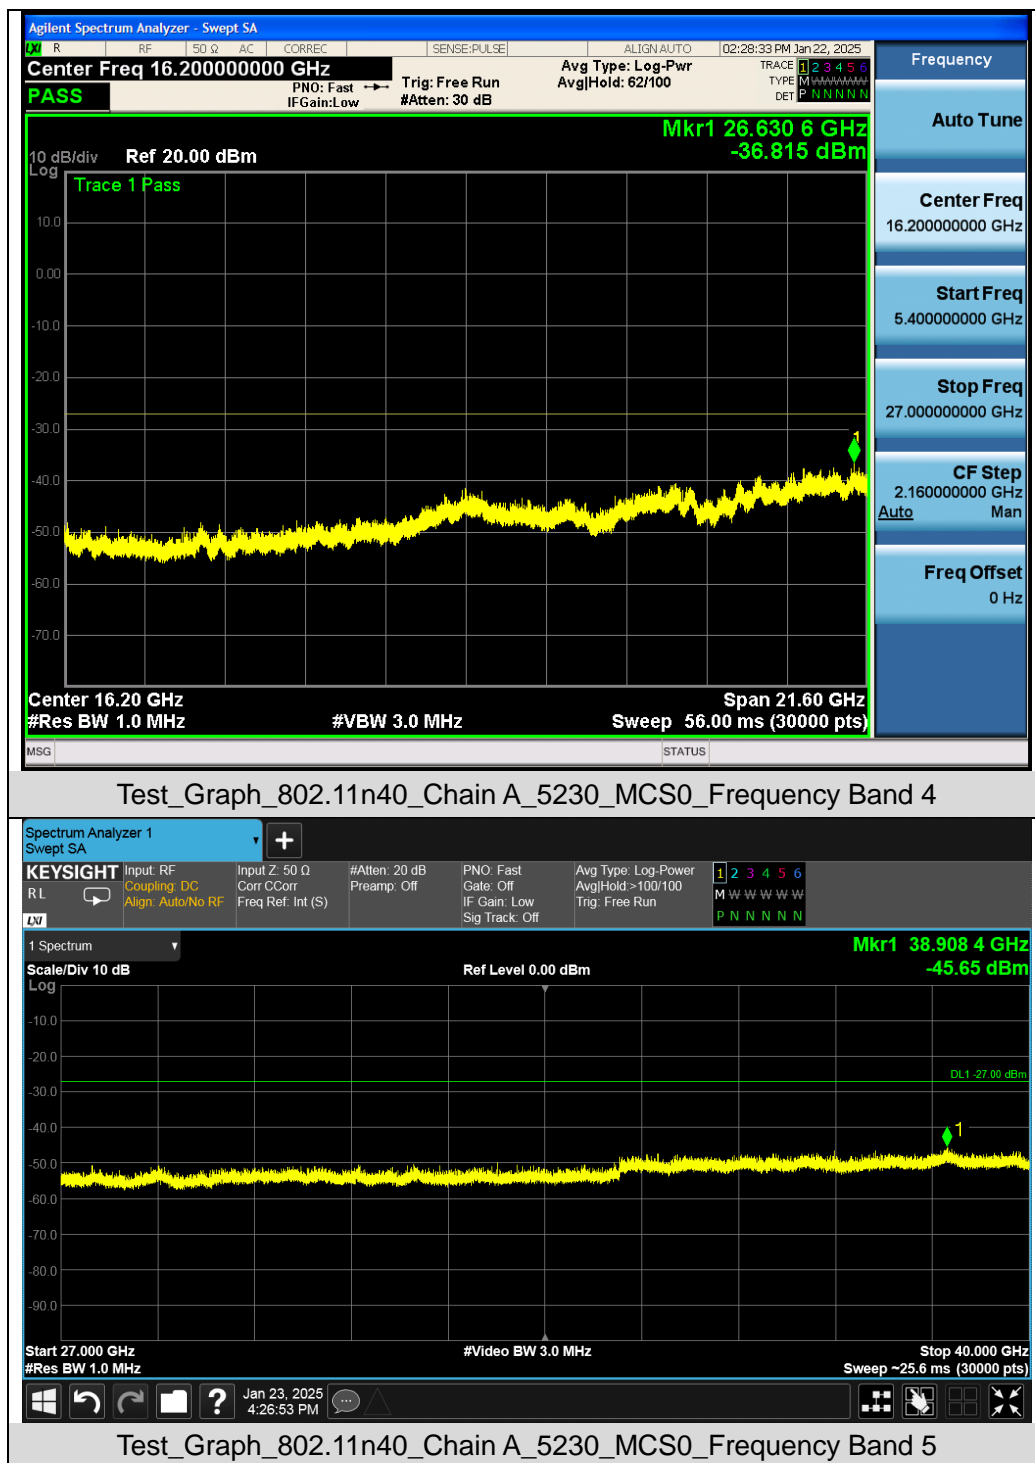 Agilent Spectrum Analyzer - Swept SA
LXI R RF 50 Ω AC CORREC SENSE:PULSE ALIGN AUTO 02:28:33 PM Jan 22, 2025
Center Freq 16.200000000 GHz
PASS
PNO: Fast
IFGain:Low
Trig: Free Run
#Atten: 30 dB
Avg Type: Log-Pwr
Avg|Hold: 62/100
TRACE 1 2 3 4 5 6
TYPE M W W W W W
DET P N N N N N
Mkr1 26.630 6 GHz
-36.815 dBm
10 dB/div Ref 20.00 dBm
Log
Trace 1 Pass
10.0
0.00
-10.0
-20.0
-30.0
1
-40.0
-50.0
-60.0
-70.0
Center 16.20 GHz Span 21.60 GHz
#Res BW 1.0 MHz #VBW 3.0 MHz Sweep 56.00 ms (30000 pts)
MSG STATUS
Frequency
Auto Tune
Center Freq
16.200000000 GHz
Start Freq
5.400000000 GHz
Stop Freq
27.000000000 GHz
CF Step
2.160000000 GHz
Auto Man
Freq Offset
0 Hz
Test_Graph_802.11n40_Chain A_5230_MCS0_Frequency Band 4
Spectrum Analyzer 1
Swept SA
+
KEYSIGHT
RL
LXI
Input: RF
Coupling: DC
Align: Auto/No RF
Input Z: 50 Ω
Corr CCorr
Freq Ref: Int (S)
#Atten: 20 dB
Preamp: Off
PNO: Fast
Gate: Off
IF Gain: Low
Sig Track: Off
Avg Type: Log-Power
Avg|Hold:>100/100
Trig: Free Run
1 2 3 4 5 6
M W W W W W
P N N N N N
1 Spectrum
Mkr1 38.908 4 GHz
Scale/Div 10 dB Ref Level 0.00 dBm -45.65 dBm
Log
-10.0
-20.0
DL1 -27.00 dBm
-30.0
-40.0
1
-50.0
-60.0
-70.0
-80.0
-90.0
Start 27.000 GHz #Video BW 3.0 MHz Stop 40.000 GHz
#Res BW 1.0 MHz Sweep ~25.6 ms (30000 pts)
?
Jan 23, 2025
4:26:53 PM
Test_Graph_802.11n40_Chain A_5230_MCS0_Frequency Band 5